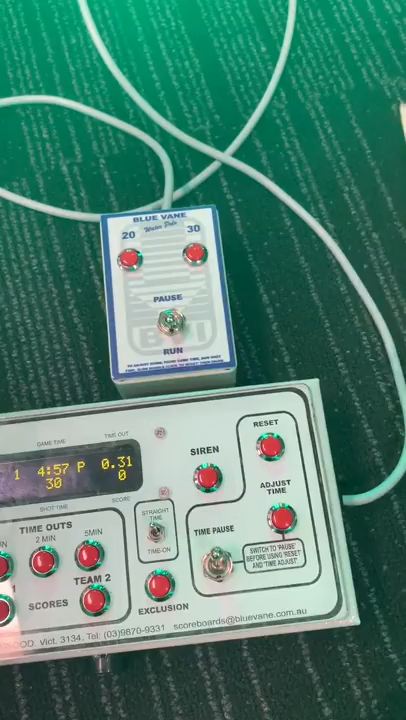 BLUE VANE
Water Polo
20 30
PAUSE
RUN
GAME TIME TIME OUT
1 4:57 P 0.31
30 0
SHOT TIME SCORE
SIREN
RESET
ADJUST
TIME
STRAIGHT
TIME
TIME-ON
TIME PAUSE
SWITCH TO 'PAUSE'
BEFORE USING 'RESET'
AND 'TIME ADJUST'.
TIME OUTS
2 MIN 5MIN
TEAM 2
SCORES
EXCLUSION
OOD. Vict. 3134. Tel: (03)9870-9331 scoreboards@bluevane.com.au